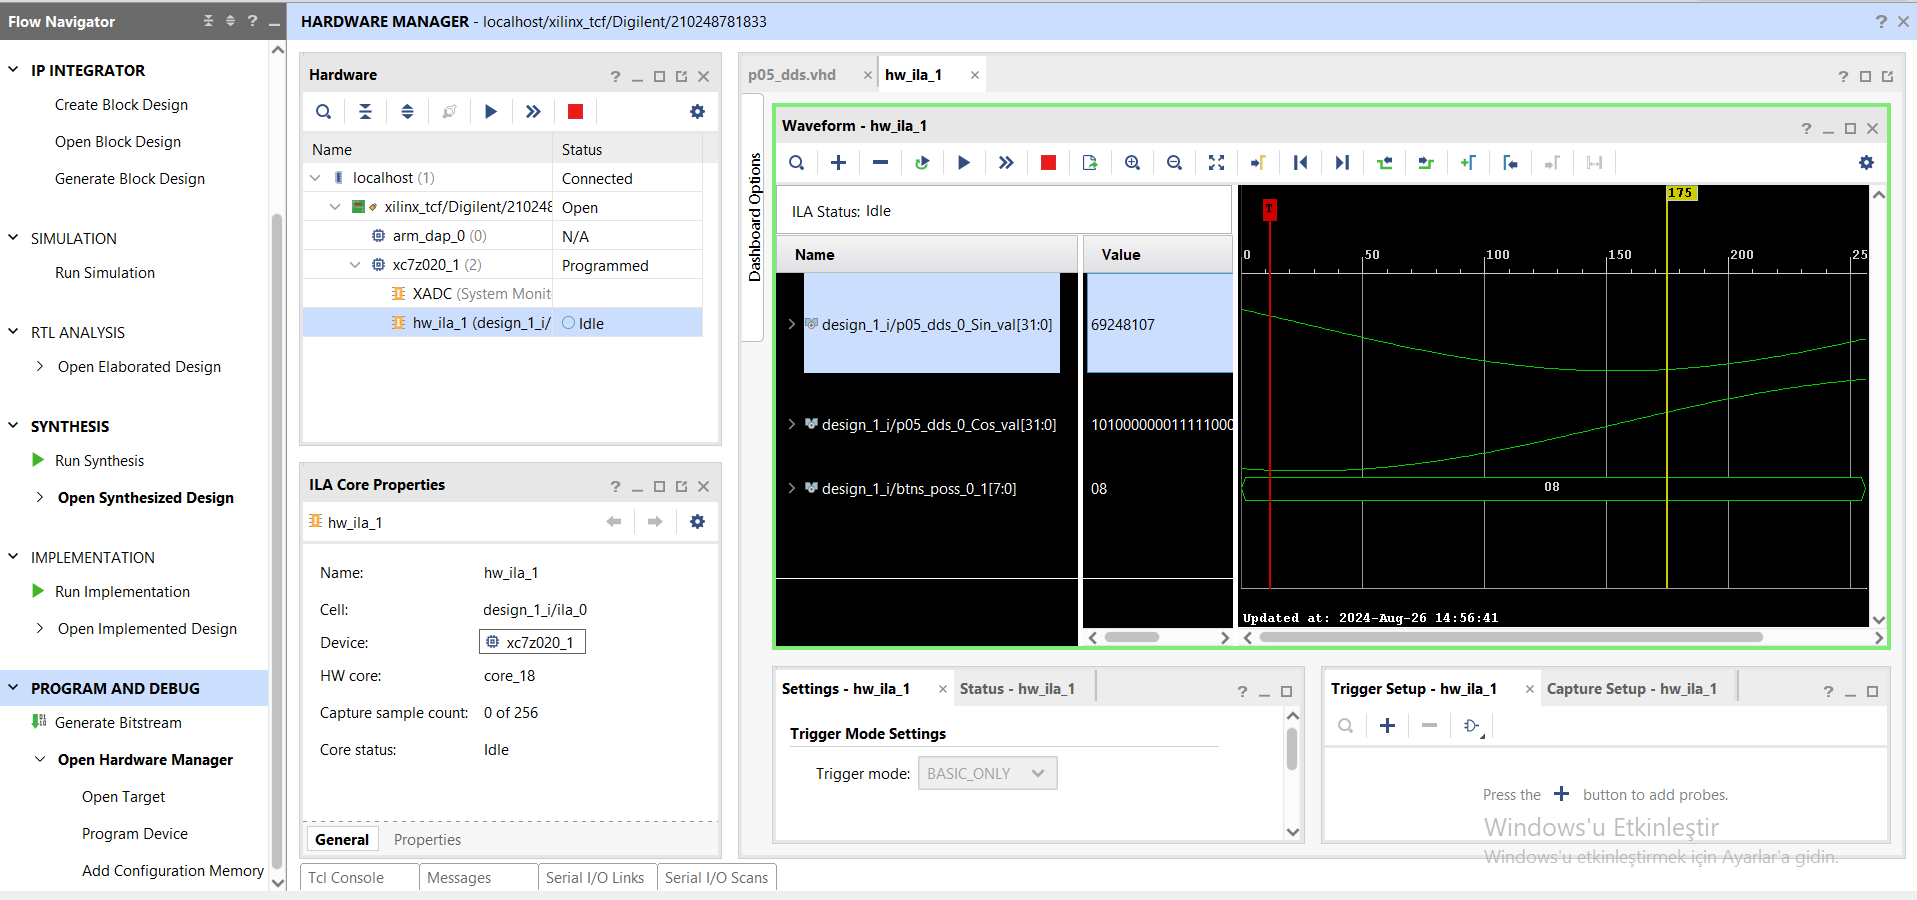 Flow Navigator
HARDWARE MANAGER - localhost/xilinx_tcf/Digilent/210248781833
IP INTEGRATOR
Create Block Design
Open Block Design
Generate Block Design
SIMULATION
Run Simulation
RTL ANALYSIS
Open Elaborated Design
SYNTHESIS
Run Synthesis
Open Synthesized Design
IMPLEMENTATION
Run Implementation
Open Implemented Design
PROGRAM AND DEBUG
Generate Bitstream
Open Hardware Manager
Open Target
Program Device
Add Configuration Memory
Hardware
Name Status
localhost (1) Connected
xilinx_tcf/Digilent/210248 Open
arm_dap_0 (0) N/A
xc7z020_1 (2) Programmed
XADC (System Monit
hw_ila_1 (design_1_i/ Idle
ILA Core Properties
hw_ila_1
Name: hw_ila_1
Cell: design_1_i/ila_0
Device: xc7z020_1
HW core: core_18
Capture sample count: 0 of 256
Core status: Idle
General Properties
Tcl Console Messages Serial I/O Links Serial I/O Scans
p05_dds.vhd hw_ila_1
Dashboard Options
Waveform - hw_ila_1
ILA Status: Idle
Name Value
design_1_i/p05_dds_0_Sin_val[31:0] 69248107
design_1_i/p05_dds_0_Cos_val[31:0] 10100000001111000
design_1_i/btns_poss_0_1[7:0] 08
T
175
0 50 100 150 200 25
08
Updated at: 2024-Aug-26 14:56:41
Settings - hw_ila_1 Status - hw_ila_1
Trigger Mode Settings
Trigger mode: BASIC_ONLY
Trigger Setup - hw_ila_1 Capture Setup - hw_ila_1
Press the + button to add probes.
Windows'u Etkinleştir
Windows'u etkinleştirmek için Ayarlar'a gidin.